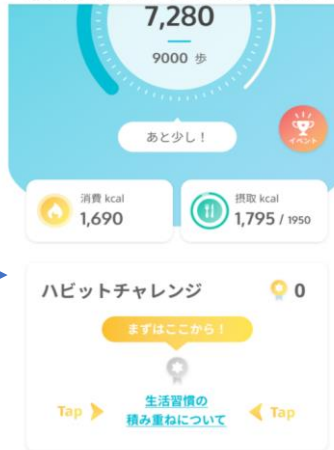 7,280
9000 歩
あと少し！
イベント
消費 kcal
1,690
摂取 kcal
1,795 / 1950
ハビットチャレンジ
0
まずはここから！
Tap
生活習慣の
積み重ねについて
Tap